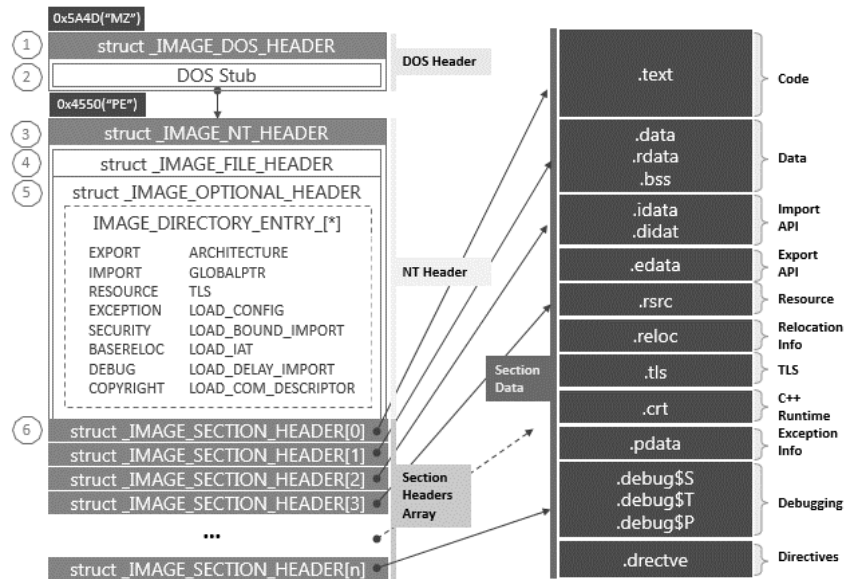 0x5A4D("MZ")
1
struct _IMAGE_DOS_HEADER
2
DOS Stub
DOS Header
0x4550("PE")
3
struct _IMAGE_NT_HEADER
4
struct _IMAGE_FILE_HEADER
5
struct _IMAGE_OPTIONAL_HEADER
IMAGE_DIRECTORY_ENTRY_[*]
EXPORT ARCHITECTURE
IMPORT GLOBALPTR
RESOURCE TLS
EXCEPTION LOAD_CONFIG
SECURITY LOAD_BOUND_IMPORT
BASERELOC LOAD_IAT
DEBUG LOAD_DELAY_IMPORT
COPYRIGHT LOAD_COM_DESCRIPTOR
NT Header
6
struct _IMAGE_SECTION_HEADER[0]
struct _IMAGE_SECTION_HEADER[1]
struct _IMAGE_SECTION_HEADER[2]
struct _IMAGE_SECTION_HEADER[3]
...
struct _IMAGE_SECTION_HEADER[n]
Section
Headers
Array
Section
Data
.text
Code
.data
.rdata
.bss
Data
.idata
.didat
Import
API
.edata
Export
API
.rsrc
Resource
.reloc
Relocation
Info
.tls
TLS
.crt
C++
Runtime
.pdata
Exception
Info
.debug$S
.debug$T
.debug$P
Debugging
.drectve
Directives